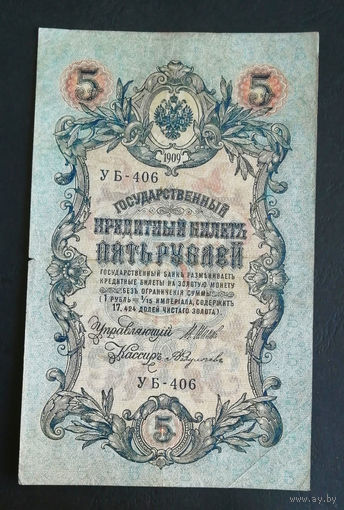 5 5
1909
УБ-406
ГОСУДАРСТВЕННЫЙ
КРЕДИТНЫЙ БИЛЕТЪ
ПЯТЬ РУБЛЕЙ
ГОСУДАРСТВЕННЫЙ БАНКЪ РАЗМѢНИВАЕТЪ
КРЕДИТНЫЕ БИЛЕТЫ НА ЗОЛОТУЮ МОНЕТУ
БЕЗЪ ОГРАНИЧЕНІЯ СУММЫ
(1 РУБЛЬ = 1/15 ИМПЕРІАЛА, СОДЕРЖИТЪ
17,424 ДОЛЕЙ ЧИСТАГО ЗОЛОТА).
Управляющій
Кассиръ
УБ-406
5
www.ay.by